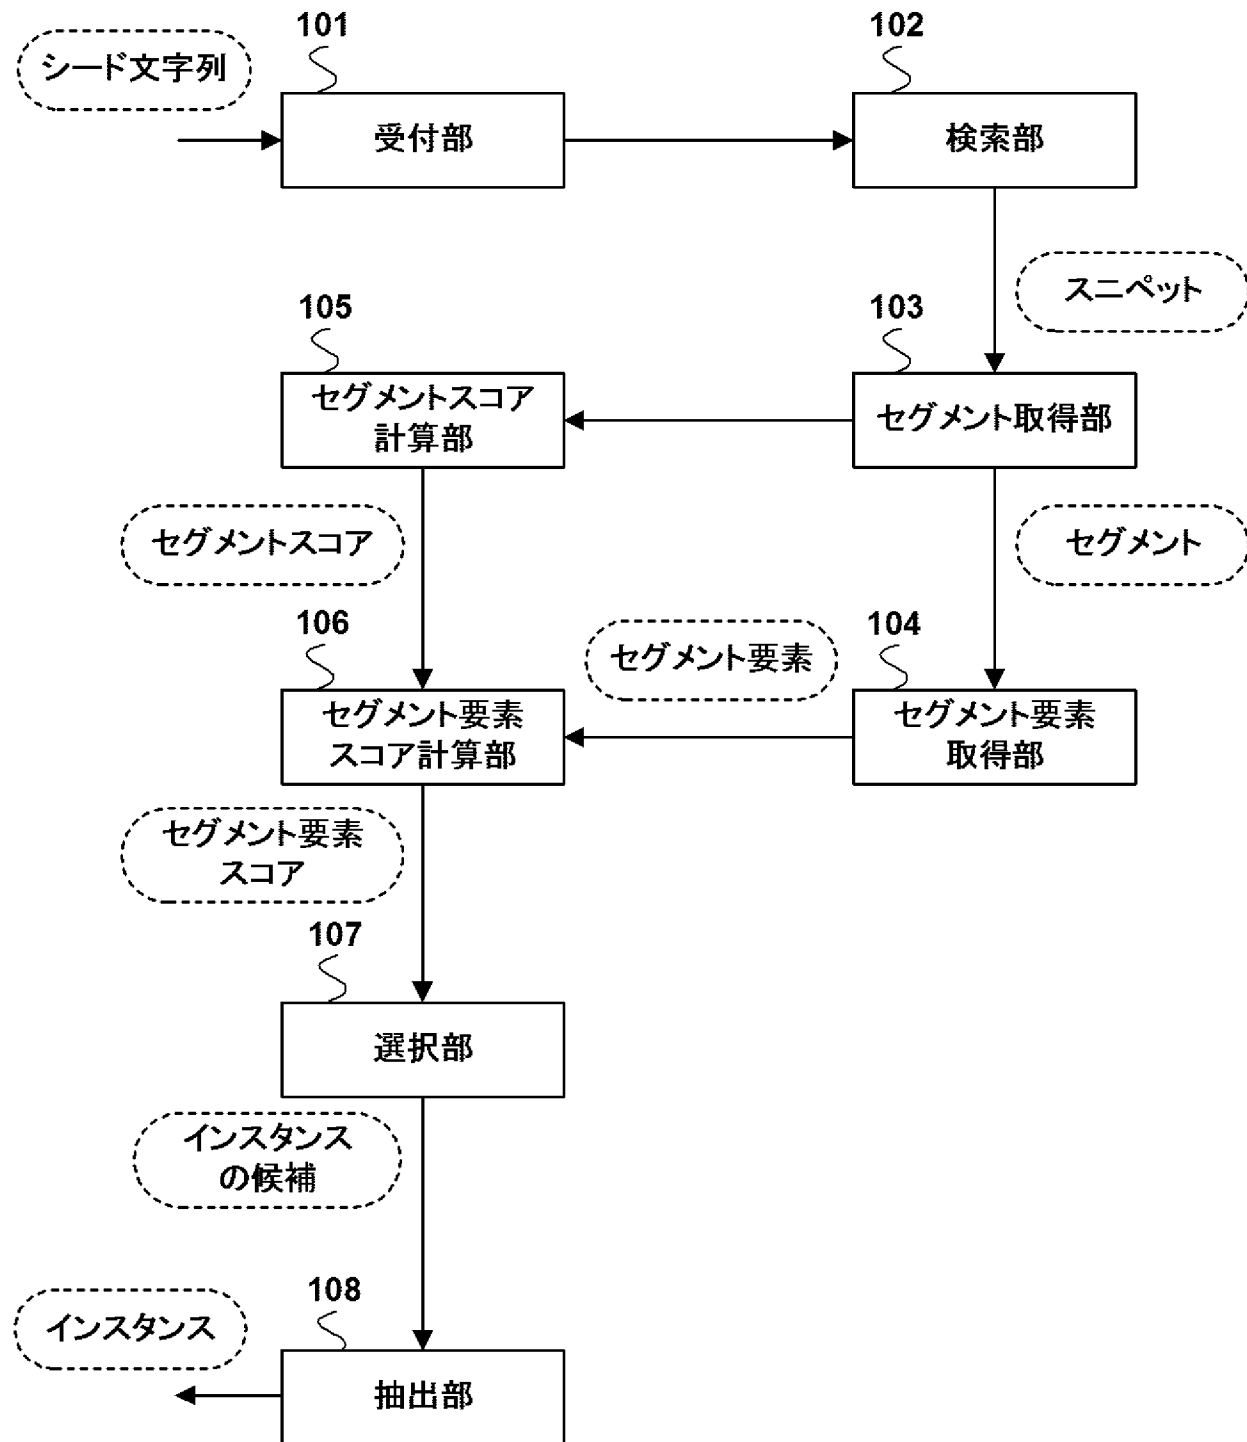 101
102
シード文字列
受付部
検索部
スニペット
105
103
セグメントスコア
計算部
セグメント取得部
セグメントスコア
セグメント
106
セグメント要素
104
セグメント要素
スコア計算部
セグメント要素
取得部
セグメント要素
スコア
107
選択部
インスタンス
の候補
108
インスタンス
抽出部